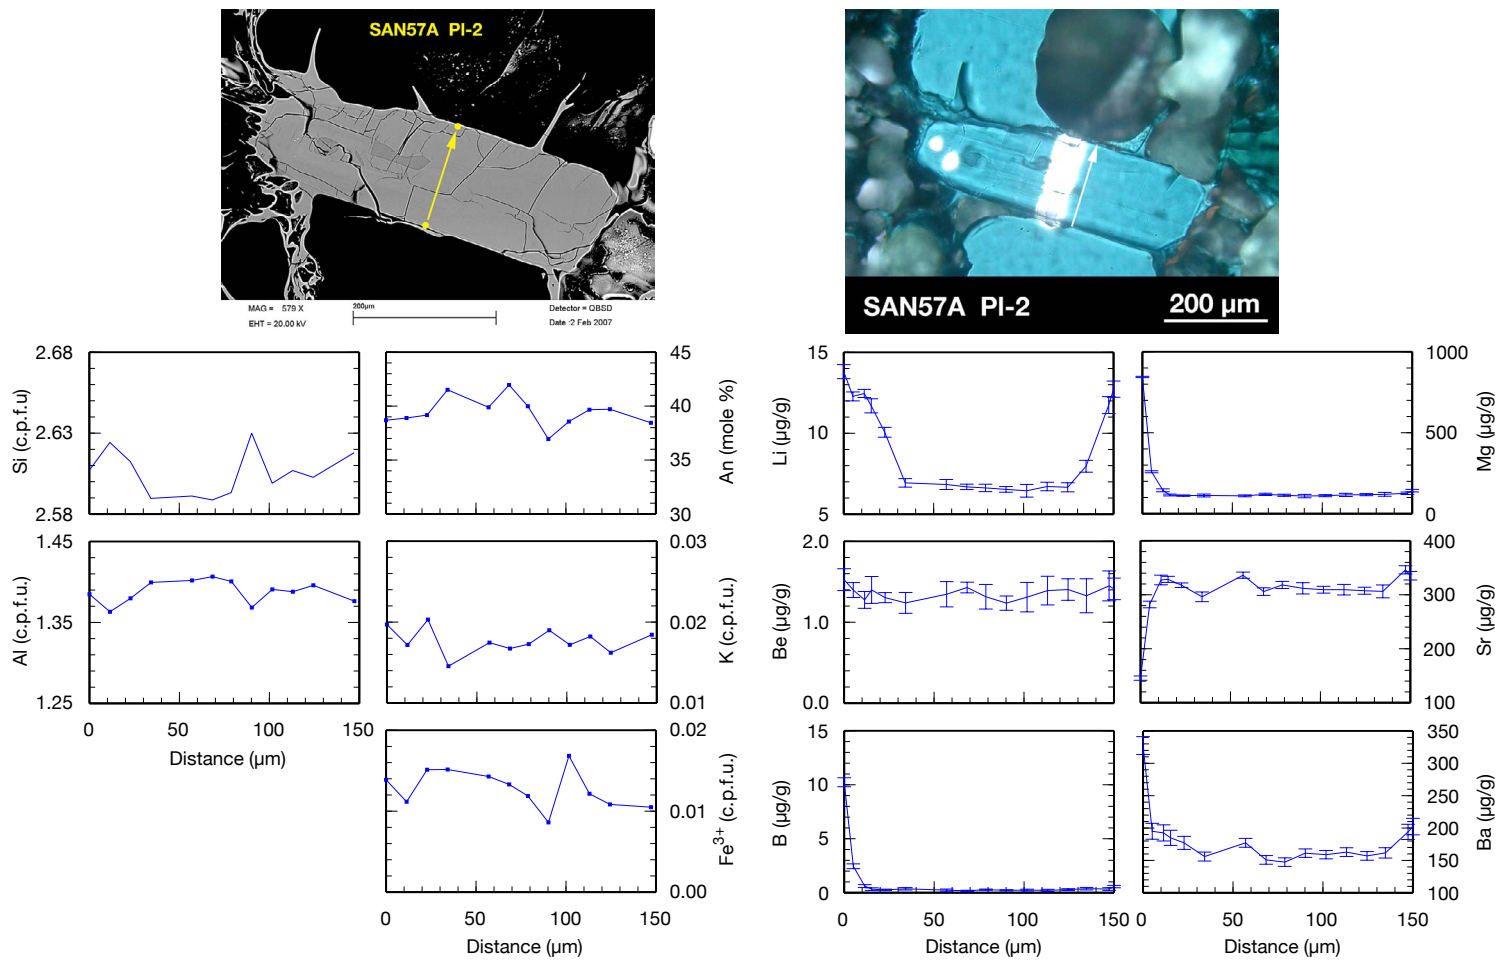 SAN57A Pl-2
MAG = 579 X
200µm
Detector = QBSD
EHT = 20.00 kV
Date :2 Feb 2007
SAN57A Pl-2
200 µm
2.68
2.63
2.58
Si (c.p.f.u)
45
40
35
30
An (mole %)
15
10
5
Li (µg/g)
1000
500
0
Mg (µg/g)
1.45
1.35
1.25
Al (c.p.f.u.)
0 50 100 150
Distance (µm)
0.03
0.02
0.01
K (c.p.f.u.)
2.0
1.0
0.0
Be (µg/g)
400
300
200
100
Sr (µg/g)
0.02
0.01
0.00
Fe3+ (c.p.f.u.)
0 50 100 150
Distance (µm)
15
10
5
0
B (µg/g)
0 50 100 150
Distance (µm)
350
300
250
200
150
100
Ba (µg/g)
0 50 100 150
Distance (µm)